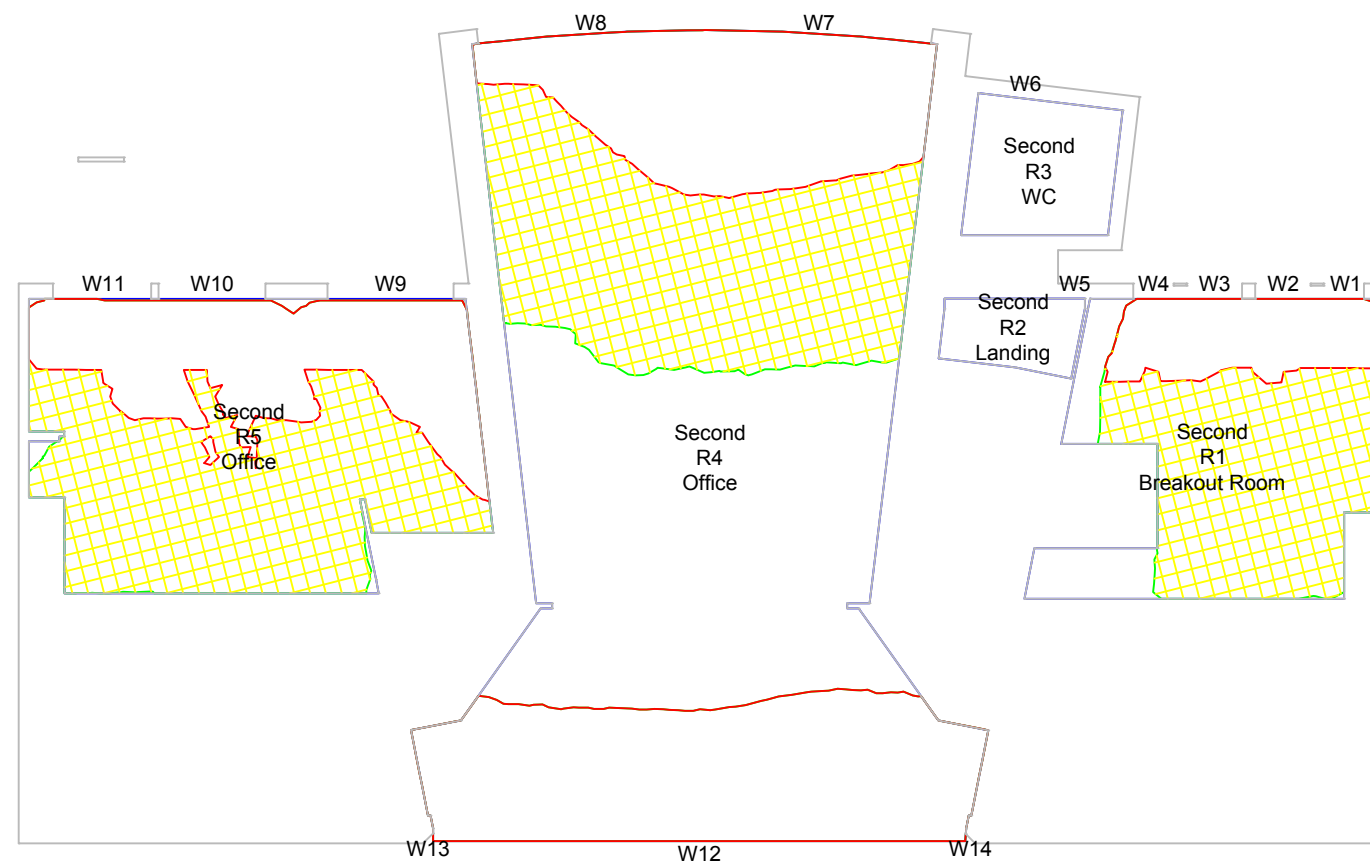 W8
W7
W6
Second
R3
WC
W11
W10
W9
W5
W4
W3
W2
W1
Second
R2
Landing
Second
R5
Office
Second
R4
Office
Second
R1
Breakout Room
W13
W12
W14